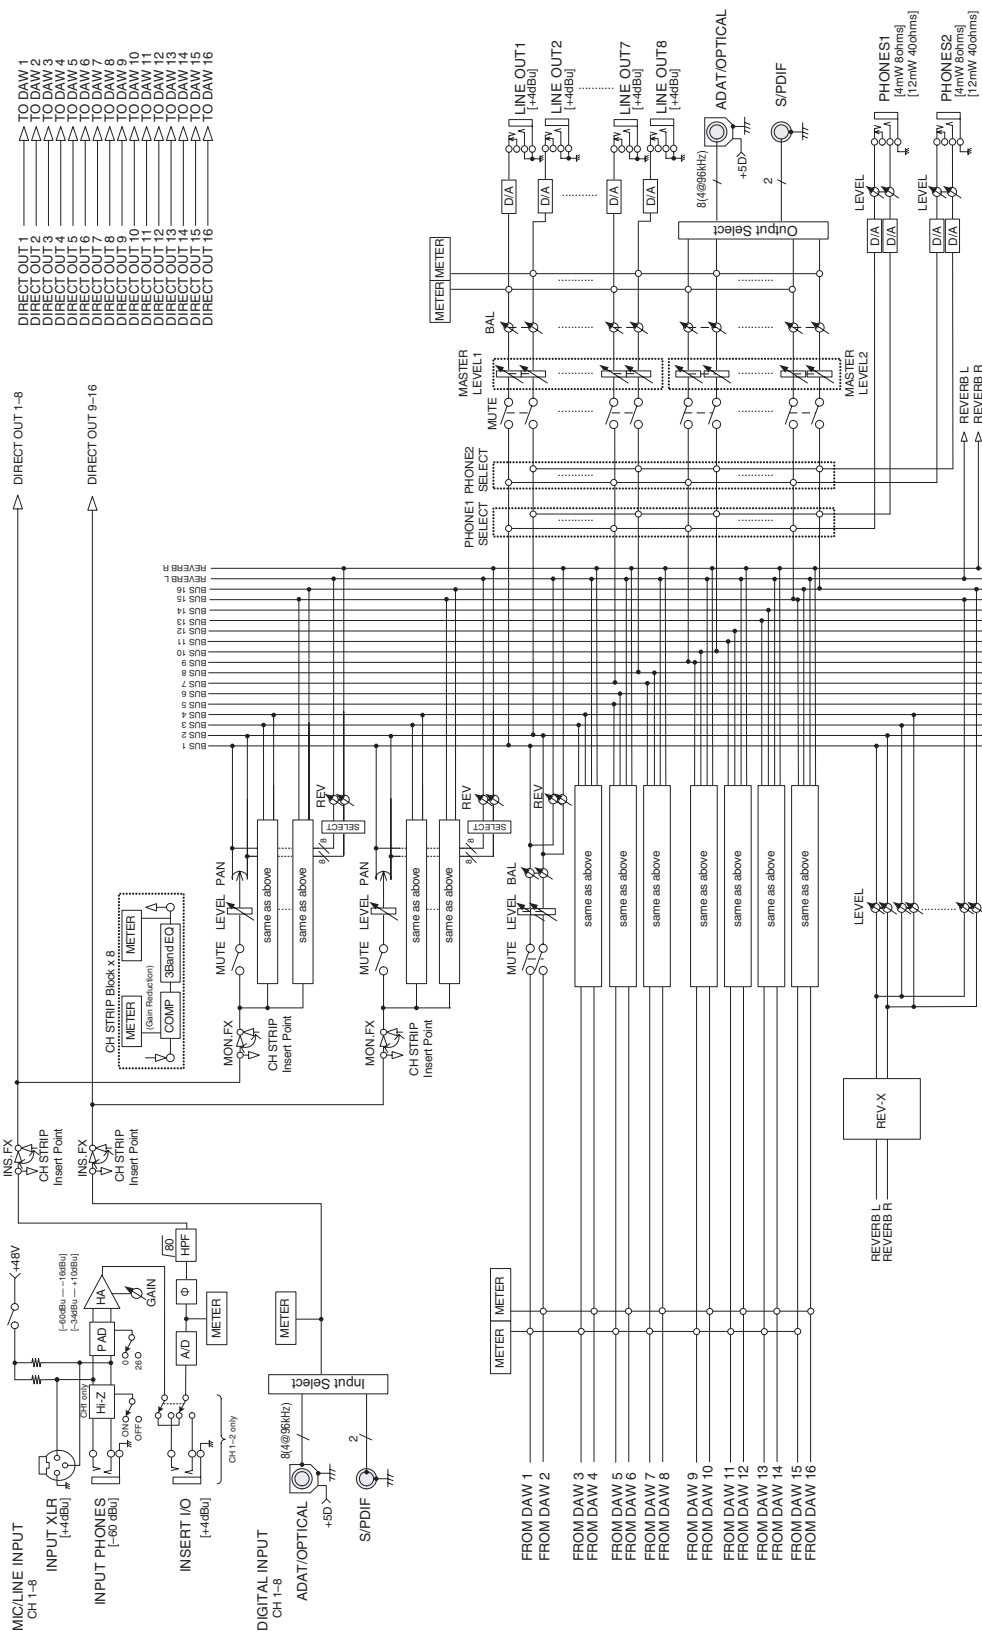 MIC/LINE INPUT
CH 1–8
INPUT XLR
[+4dBu]
INPUT PHONES
[–60 dBu]
INSERT I/O
[+4dBu]
CH1 only
Hi-Z
ON
OFF
CH 1–2 only
+48V
PAD
0
26
[–60dBu — –16dBu]
[–34dBu — +10dBu]
HA
GAIN
A/D
METER
Φ
80
HPF
DIGITAL INPUT
CH 1–8
ADAT/OPTICAL
8(4@96kHz)
+5D
S/PDIF
2
Input Select
METER
INS.FX
CH STRIP
Insert Point
INS.FX
CH STRIP
Insert Point
DIRECT OUT 1–8
DIRECT OUT 9–16
CH STRIP Block x 8
METER
METER
(Gain Reduction)
COMP
3Band EQ
MON.FX
CH STRIP
Insert Point
MUTE
LEVEL
PAN
same as above
same as above
8
8
SELECT
REV
MON.FX
CH STRIP
Insert Point
MUTE
LEVEL
PAN
same as above
same as above
8
8
SELECT
REV
MUTE
LEVEL
BAL
REV
METER
METER
FROM DAW 1
FROM DAW 2
FROM DAW 3
FROM DAW 4
FROM DAW 5
FROM DAW 6
FROM DAW 7
FROM DAW 8
FROM DAW 9
FROM DAW 10
FROM DAW 11
FROM DAW 12
FROM DAW 13
FROM DAW 14
FROM DAW 15
FROM DAW 16
same as above
same as above
same as above
same as above
same as above
same as above
same as above
REVERB L
REVERB R
REV-X
LEVEL
BUS 1
BUS 2
BUS 3
BUS 4
BUS 5
BUS 6
BUS 7
BUS 8
BUS 9
BUS 10
BUS 11
BUS 12
BUS 13
BUS 14
BUS 15
BUS 16
REVERB L
REVERB R
PHONE1
SELECT
PHONE2
SELECT
MUTE
MASTER
LEVEL1
MASTER
LEVEL2
BAL
METER
METER
D/A
D/A
D/A
D/A
LINE OUT1
[+4dBu]
LINE OUT2
[+4dBu]
LINE OUT7
[+4dBu]
LINE OUT8
[+4dBu]
Output Select
8(4@96kHz)
+5D
ADAT/OPTICAL
2
S/PDIF
D/A
D/A
LEVEL
PHONES1
[4mW 8ohms]
[12mW 40ohms]
D/A
D/A
LEVEL
PHONES2
[4mW 8ohms]
[12mW 40ohms]
REVERB L
REVERB R
DIRECT OUT 1 TO DAW 1
DIRECT OUT 2 TO DAW 2
DIRECT OUT 3 TO DAW 3
DIRECT OUT 4 TO DAW 4
DIRECT OUT 5 TO DAW 5
DIRECT OUT 6 TO DAW 6
DIRECT OUT 7 TO DAW 7
DIRECT OUT 8 TO DAW 8
DIRECT OUT 9 TO DAW 9
DIRECT OUT 10 TO DAW 10
DIRECT OUT 11 TO DAW 11
DIRECT OUT 12 TO DAW 12
DIRECT OUT 13 TO DAW 13
DIRECT OUT 14 TO DAW 14
DIRECT OUT 15 TO DAW 15
DIRECT OUT 16 TO DAW 16